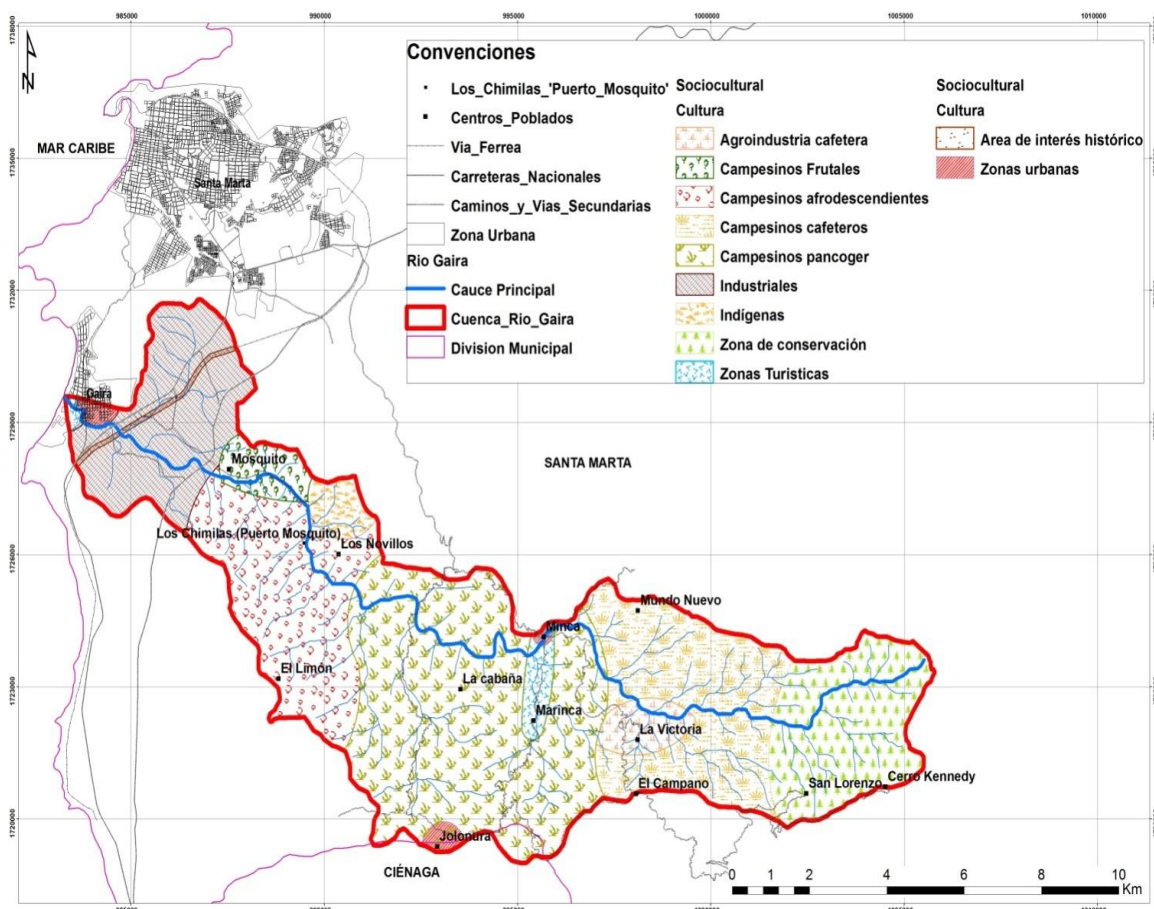 985000
990000
995000
1000000
1005000
1010000
1738000
1735000
1732000
1729000
1726000
1723000
1720000
N
Convenciones
Los_Chimilas_'Puerto_Mosquito'
Centros_Poblados
Via_Ferrea
Carreteras_Nacionales
Caminos_y_Vias_Secundarias
Zona Urbana
Rio Gaira
Cauce Principal
Cuenca_Rio_Gaira
Division Municipal
Sociocultural
Cultura
Agroindustria cafetera
Campesinos Frutales
Campesinos afrodescendientes
Campesinos cafeteros
Campesinos pancoger
Industriales
Indígenas
Zona de conservación
Zonas Turisticas
Sociocultural
Cultura
Area de interés histórico
Zonas urbanas
MAR CARIBE
Santa Marta
Gaira
Mosquito
SANTA MARTA
Los Chimilas (Puerto Mosquito)
Los Novillos
Mundo Nuevo
Minca
El Limón
La cabaña
Marinca
La Victoria
El Campano
San Lorenzo
Cerro Kennedy
Jolonura
CIÉNAGA
0 1 2 4 6 8 10
Km